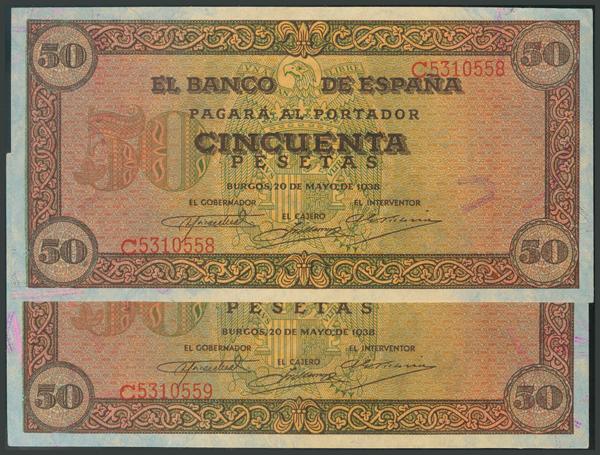 50 C5310558 50
EL BANCO DE ESPAÑA
PAGARÁ AL PORTADOR
50 CINCUENTA
PESETAS
BURGOS, 20 DE MAYO DE 1938
EL GOBERNADOR EL CAJERO EL INTERVENTOR
50 C5310558 50
PESETAS
BURGOS, 20 DE MAYO DE 1938
EL GOBERNADOR EL CAJERO EL INTERVENTOR
50 C5310559 50